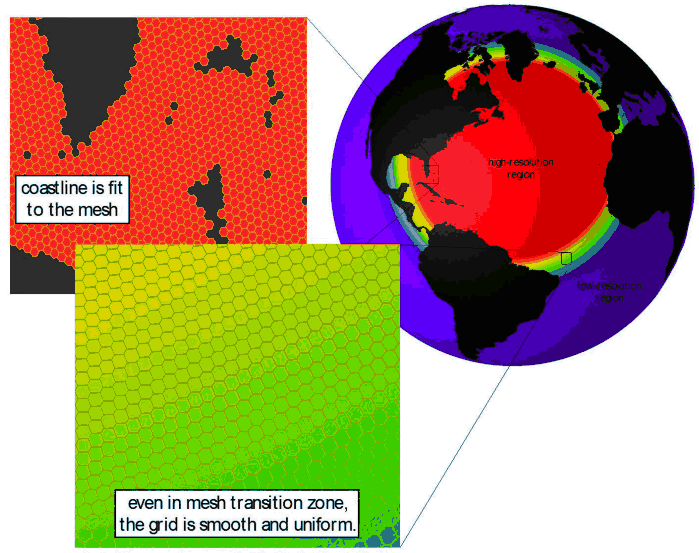 coastline is fit
to the mesh
high-resolution
region
low-resolution
region
even in mesh transition zone,
the grid is smooth and uniform.